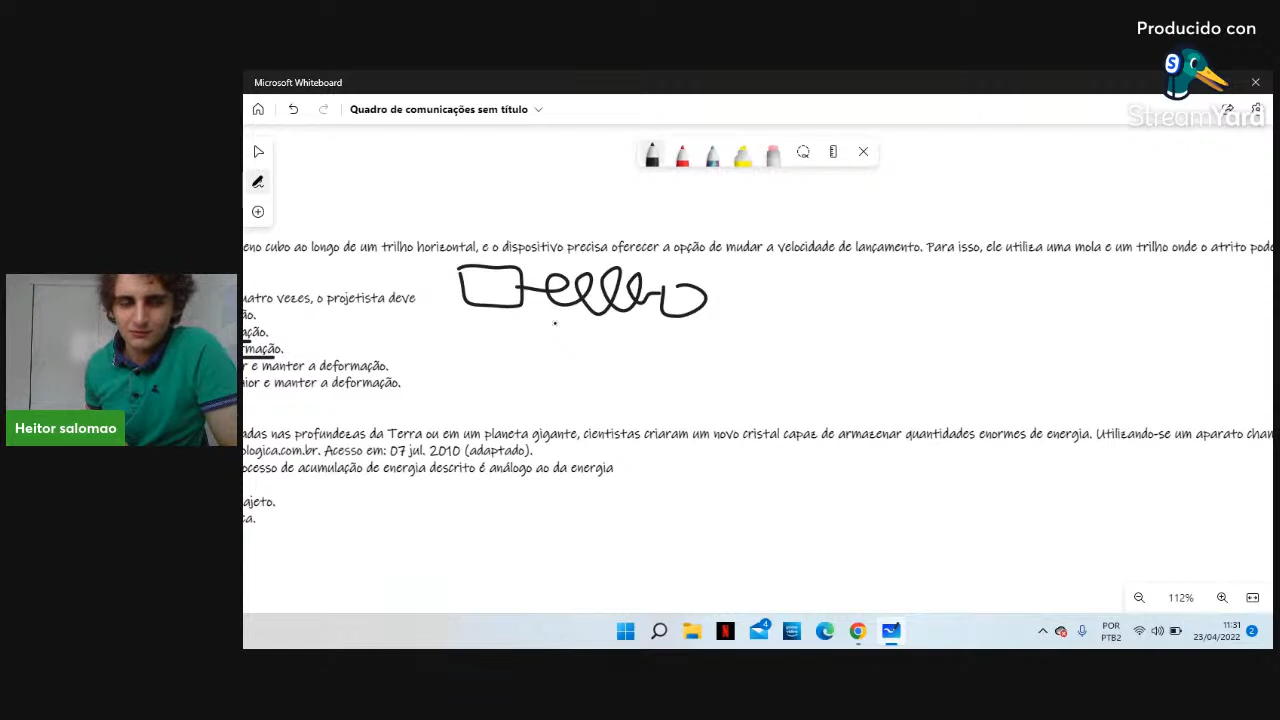 Producido con
StreamYard
Microsoft Whiteboard
Quadro de comunicações sem título
eno cubo ao longo de um trilho horizontal, e o dispositivo precisa oferecer a opção de mudar a velocidade de lançamento. Para isso, ele utiliza uma mola e um trilho onde o atrito pode
uatro vezes, o projetista deve
ão.
ação.
rmação.
r e manter a deformação.
aior e manter a deformação.
Heitor salomao
adas nas profundezas da Terra ou em um planeta gigante, cientistas criaram um novo cristal capaz de armazenar quantidades enormes de energia. Utilizando-se um aparato cham
ologica.com.br. Acesso em: 07 jul. 2010 (adaptado).
ocesso de acumulação de energia descrito é análogo ao da energia
ajeto.
ca.
112%
POR
PTB2
11:31
23/04/2022